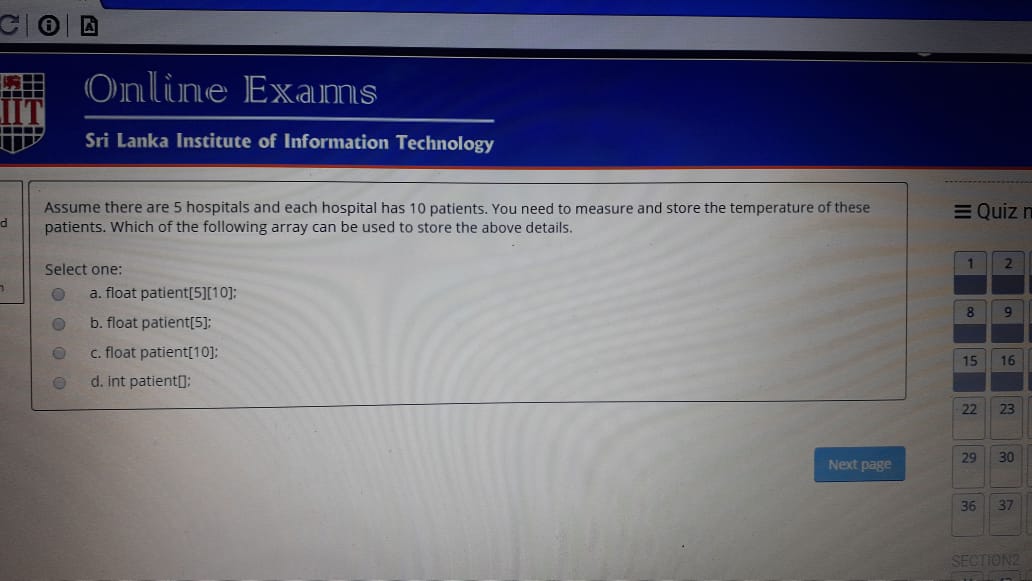 Online Exams
IIT
Sri Lanka Institute of Information Technology
d
Assume there are 5 hospitals and each hospital has 10 patients. You need to measure and store the temperature of these
patients. Which of the following array can be used to store the above details.
Select one:
a. float patient[5][10];
b. float patient[5];
c. float patient[10];
d. int patient[];
Next page
Quiz n
1 2
8 9
15 16
22 23
29 30
36 37
SECTION2